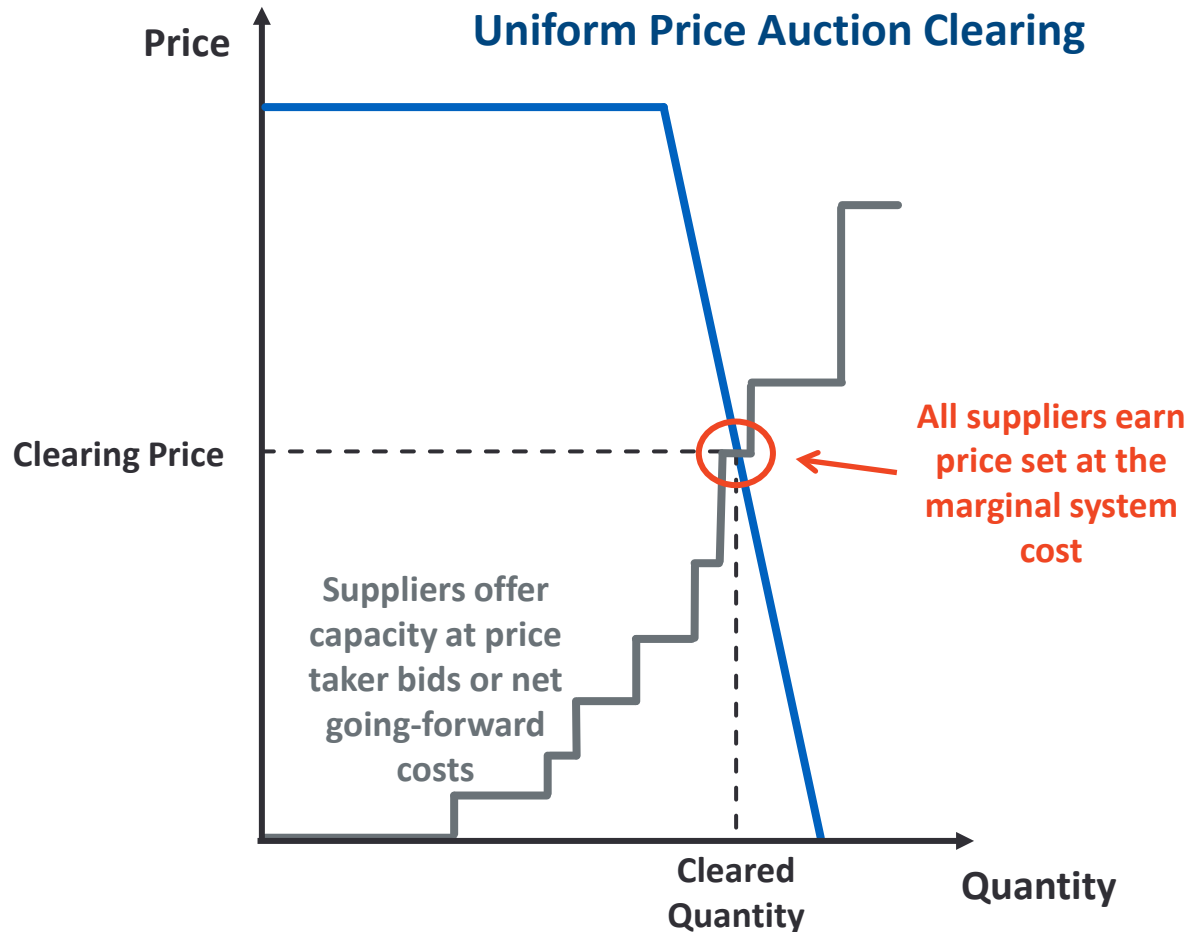 Uniform Price Auction Clearing
Price
Clearing Price
All suppliers earn
price set at the
marginal system
cost
Suppliers offer
capacity at price
taker bids or net
going-forward
costs
Cleared
Quantity
Quantity